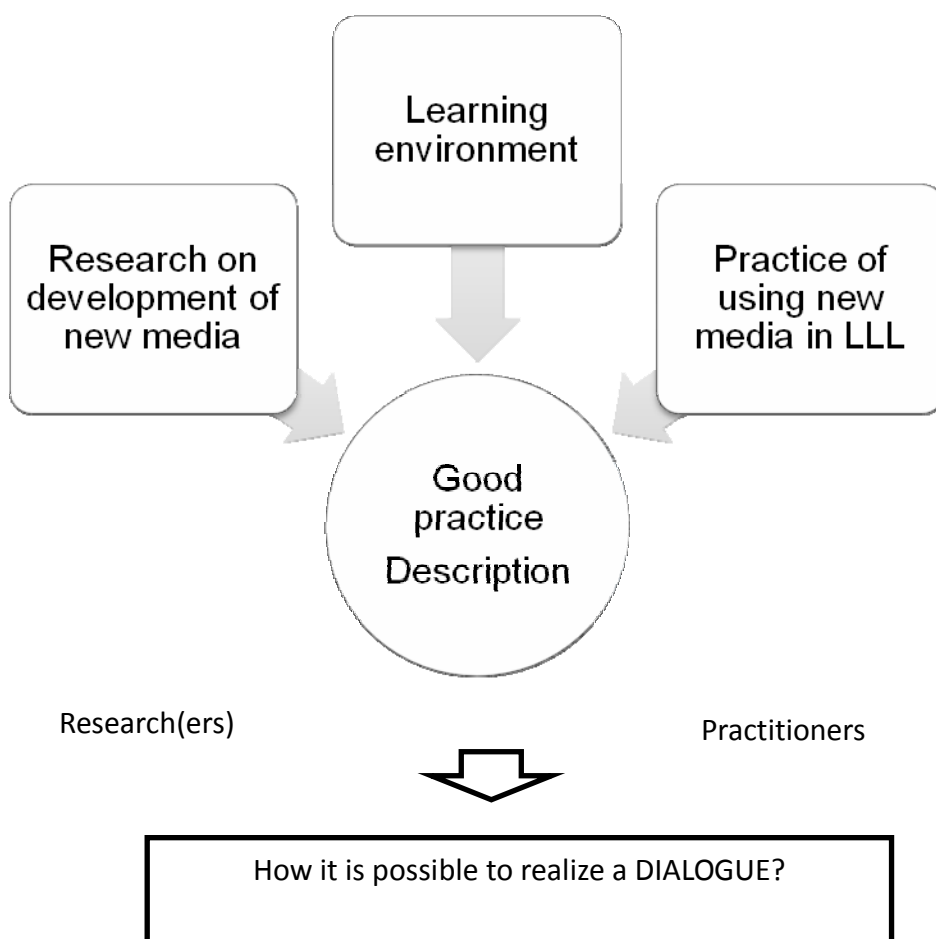 Learning
environment
Research on
development of
new media
Practice of
using new
media in LLL
Good
practice
Description
Research(ers)
Practitioners
How it is possible to realize a DIALOGUE?